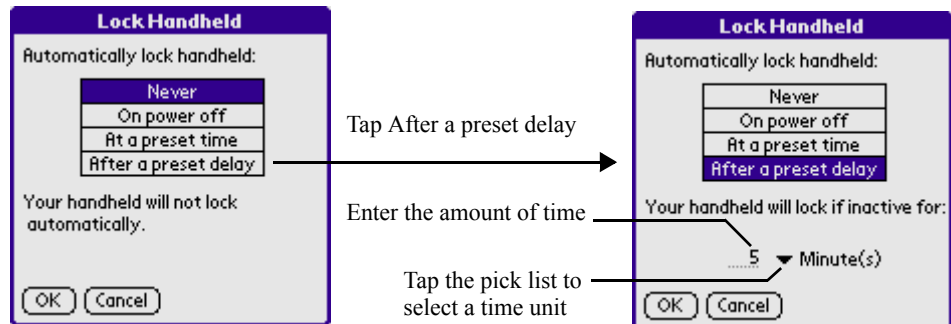 Lock Handheld
Automatically lock handheld:
Never
On power off
At a preset time
After a preset delay
Your handheld will not lock
automatically.
OK Cancel
Tap After a preset delay
Enter the amount of time
Tap the pick list to
select a time unit
Lock Handheld
Automatically lock handheld:
Never
On power off
At a preset time
After a preset delay
Your handheld will lock if inactive for:
5 Minute(s)
OK Cancel